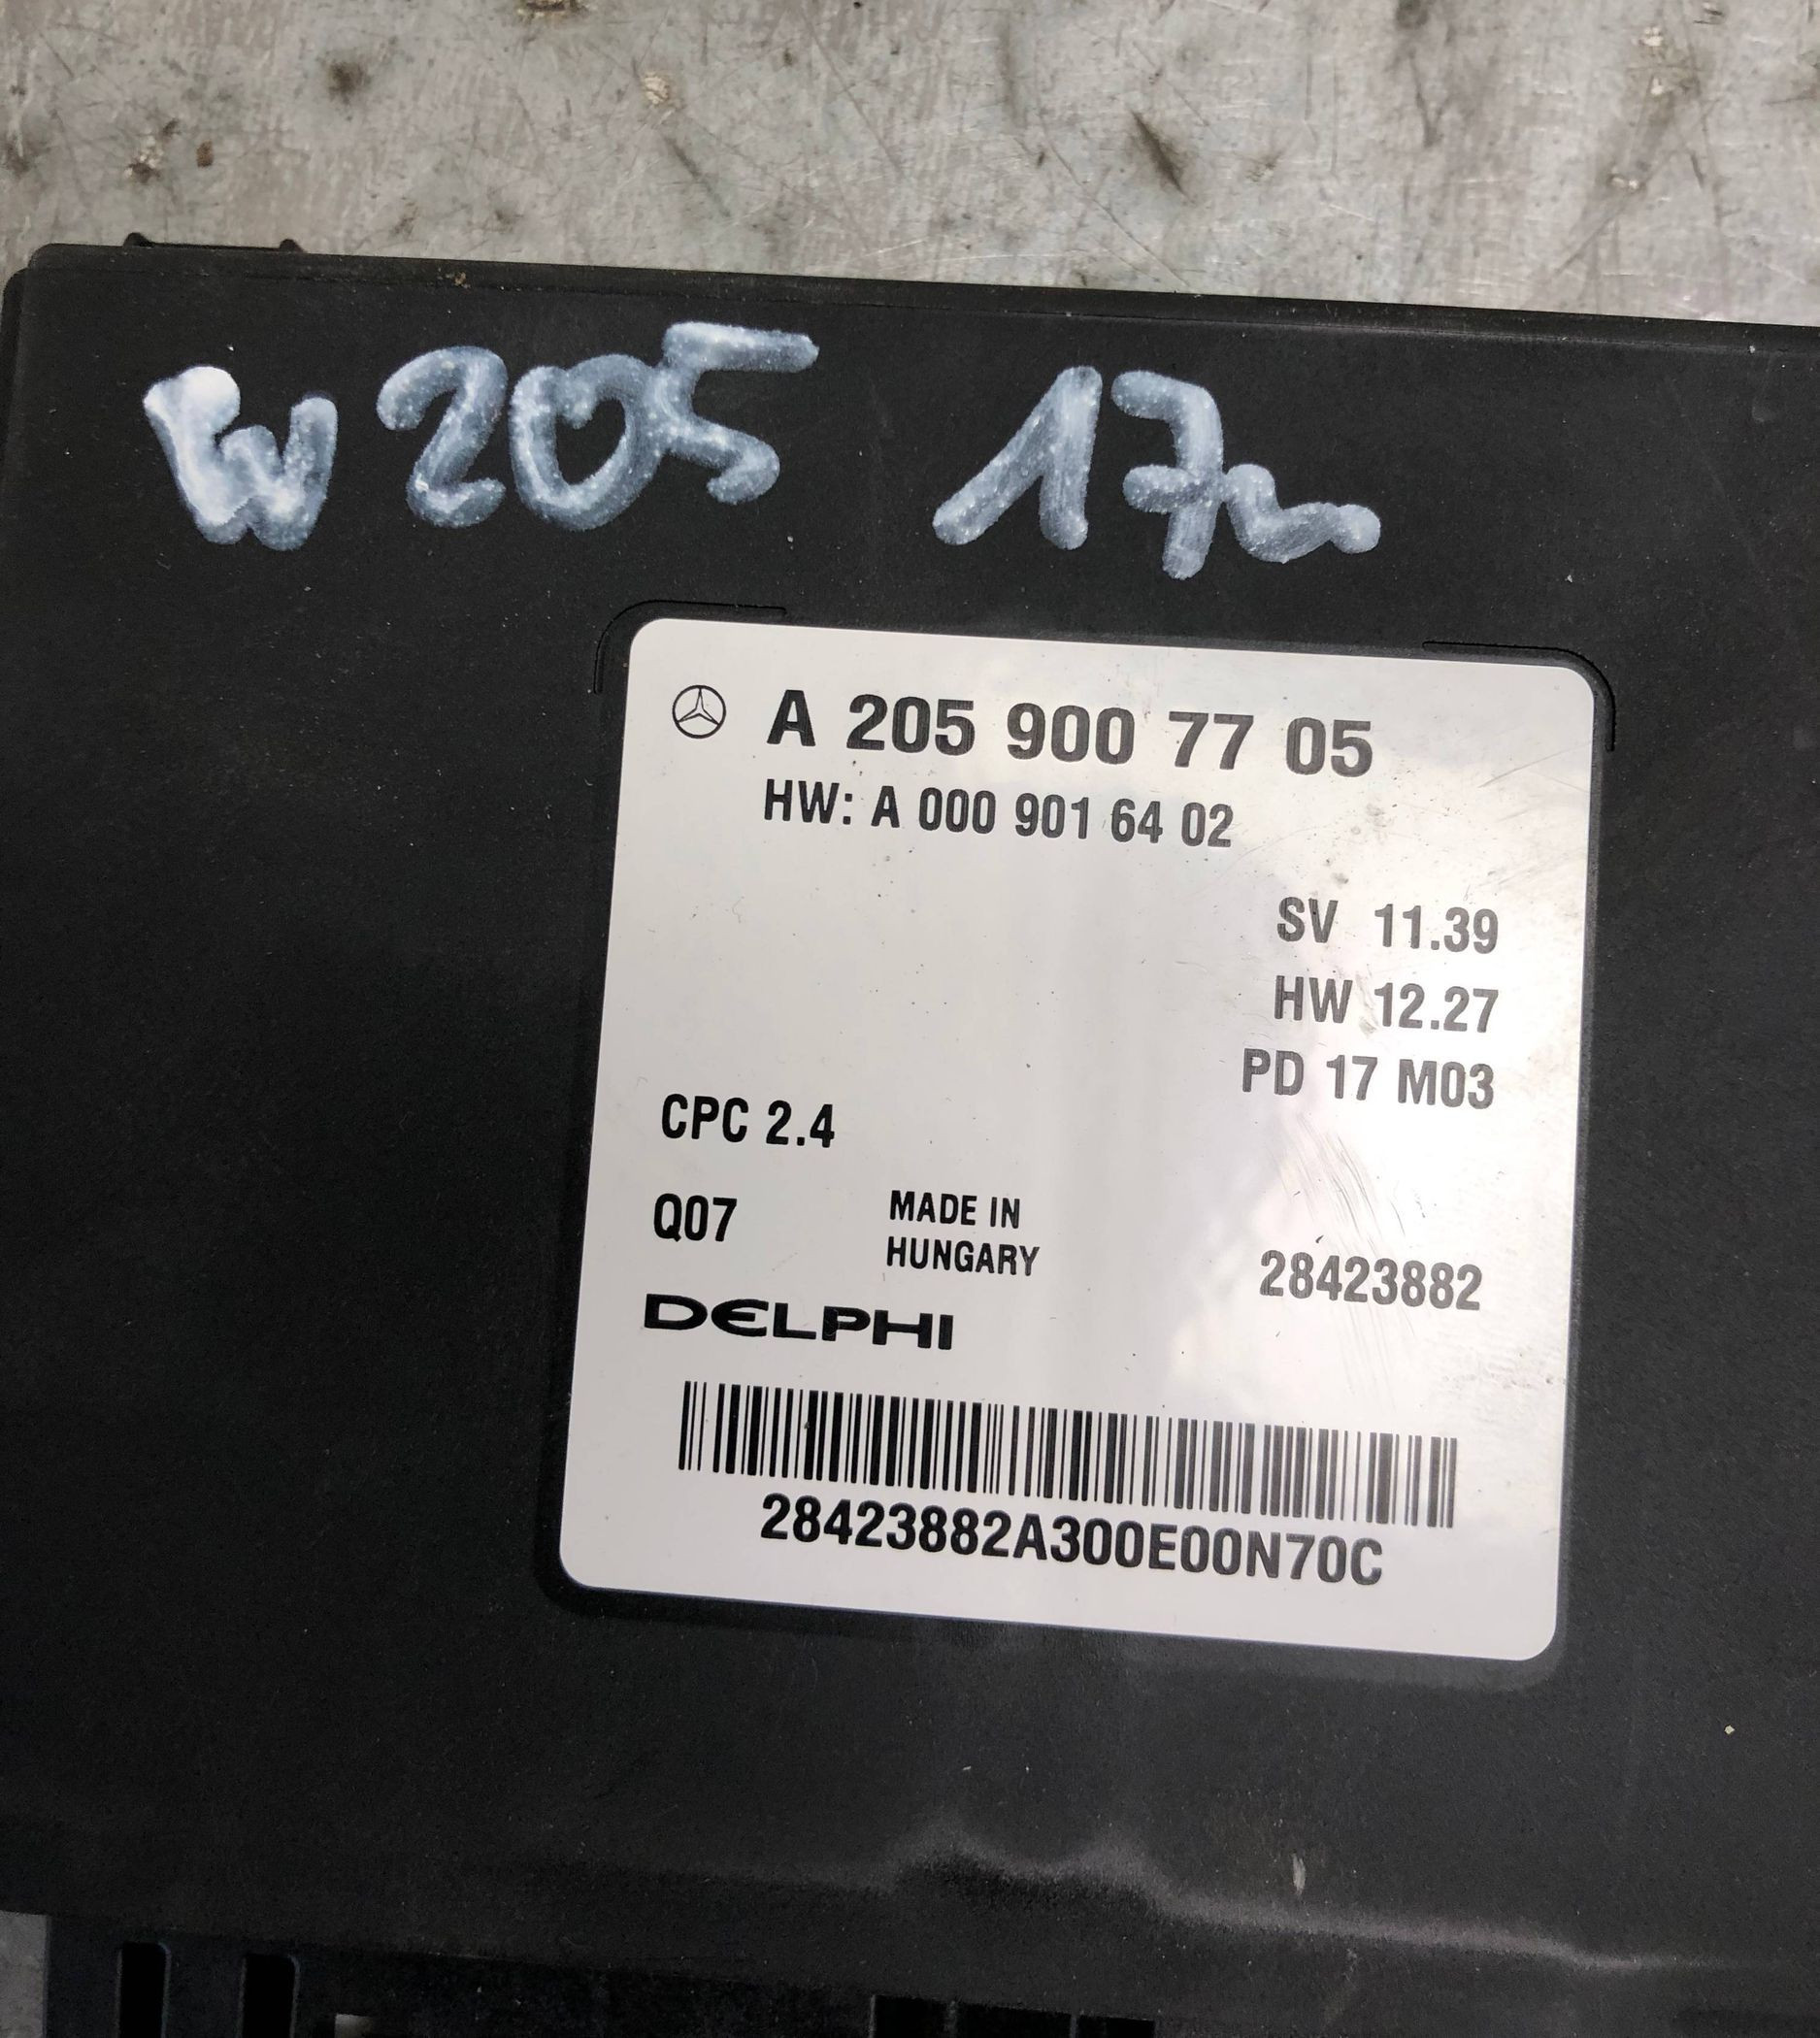 W205 17r
A 205 900 77 05
HW: A 000 901 64 02
SV 11.39
HW 12.27
PD 17 M03
CPC 2.4
Q07
MADE IN
HUNGARY
28423882
DELPHI
28423882A300E00N70C